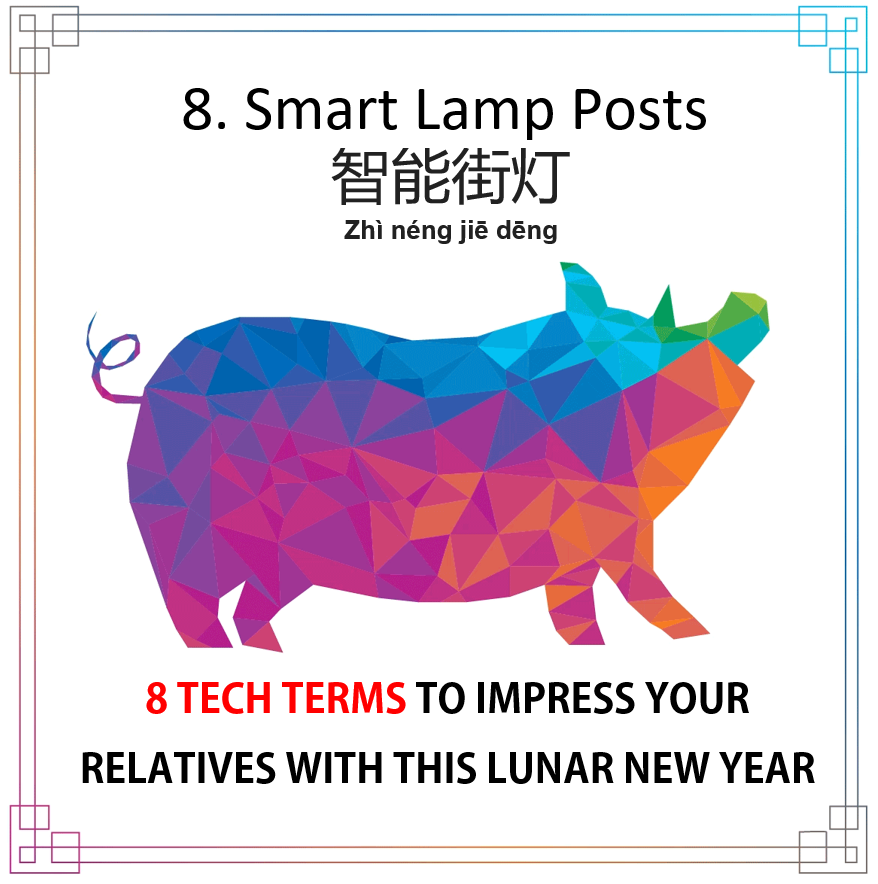 8. Smart Lamp Posts
智能街灯
Zhì néng jiē dēng
8 TECH TERMS TO IMPRESS YOUR
RELATIVES WITH THIS LUNAR NEW YEAR